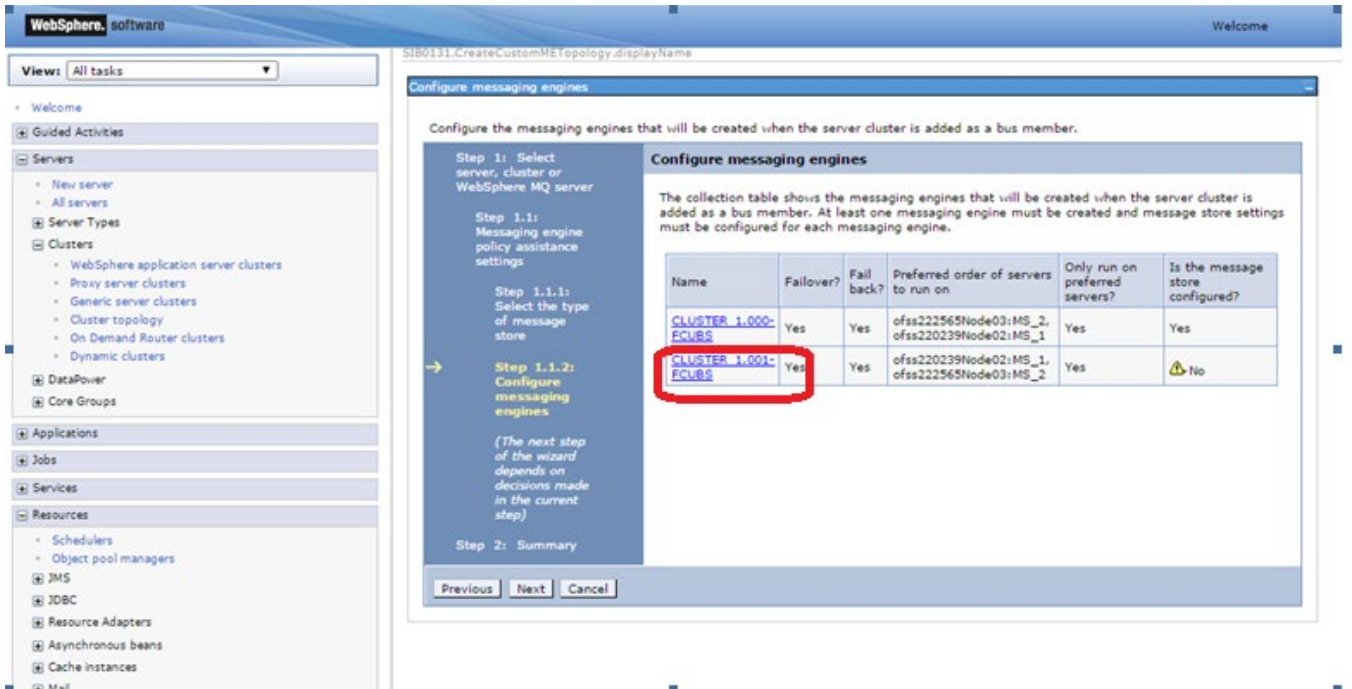 WebSphere. software
Welcome
View: All tasks
Welcome
Guided Activities
Servers
New server
All servers
Server Types
Clusters
WebSphere application server clusters
Proxy server clusters
Generic server clusters
Cluster topology
On Demand Router clusters
Dynamic clusters
DataPower
Core Groups
Applications
Jobs
Services
Resources
Schedulers
Object pool managers
JMS
JDBC
Resource Adapters
Asynchronous beans
Cache instances
Mail
SIB0131.CreateCustomMETopology.displayName
Configure messaging engines
Configure the messaging engines that will be created when the server cluster is added as a bus member.
Step 1: Select
server, cluster or
WebSphere MQ server
Step 1.1:
Messaging engine
policy assistance
settings
Step 1.1.1:
Select the type
of message
store
Step 1.1.2:
Configure
messaging
engines
(The next step
of the wizard
depends on
decisions made
in the current
step)
Step 2: Summary
Configure messaging engines
The collection table shows the messaging engines that will be created when the server cluster is
added as a bus member. At least one messaging engine must be created and message store settings
must be configured for each messaging engine.
Name Failover? Fail back? Preferred order of servers to run on Only run on preferred servers? Is the message store configured?
CLUSTER_1.000-FCUBS Yes Yes ofss222565Node03:MS_2, ofss220239Node02:MS_1 Yes Yes
CLUSTER_1.001-FCUBS Yes Yes ofss220239Node02:MS_1, ofss222565Node03:MS_2 Yes No
Previous Next Cancel